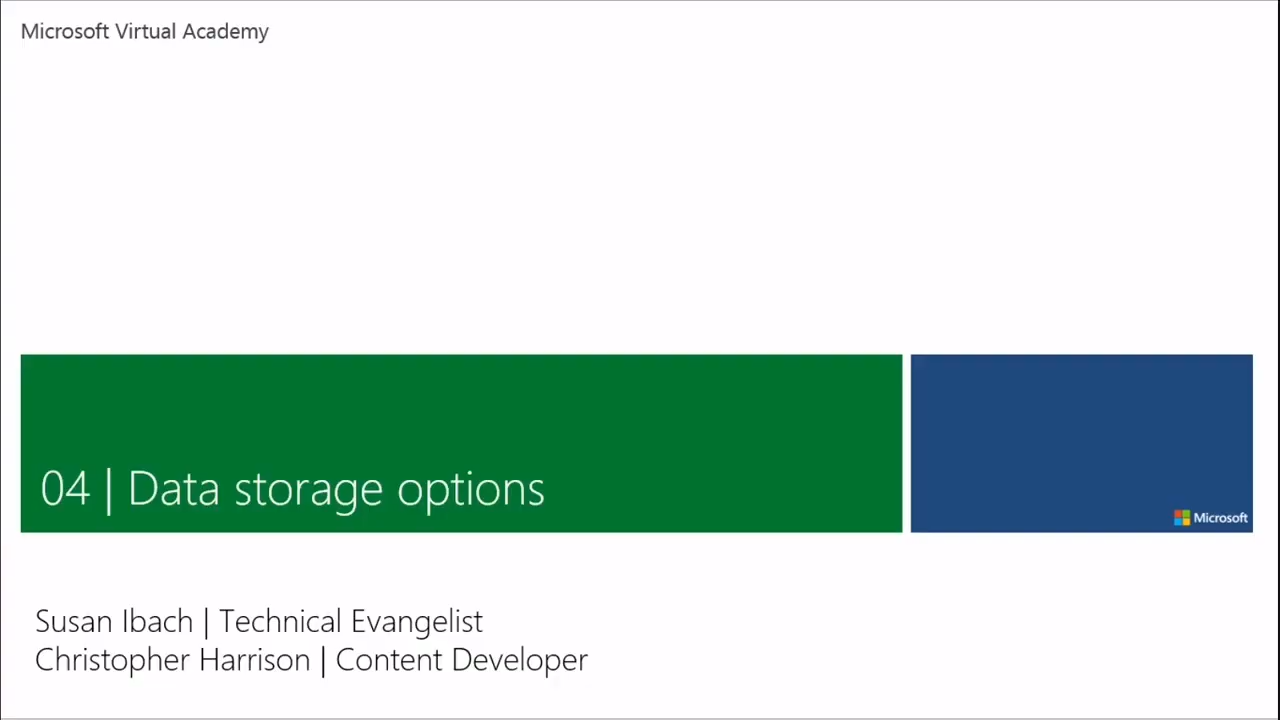 Microsoft Virtual Academy
04 | Data storage options
Microsoft
Susan Ibach | Technical Evangelist
Christopher Harrison | Content Developer